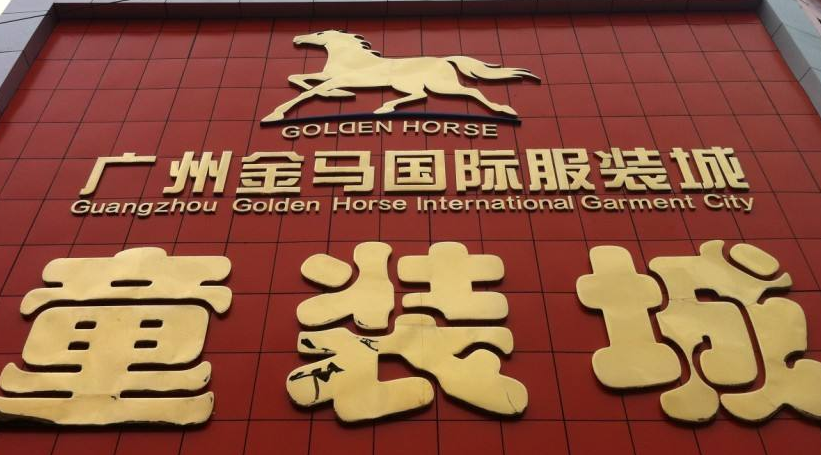 GOLDEN HORSE
广州金马国际服装城
Guangzhou Golden Horse International Garment City
童装城